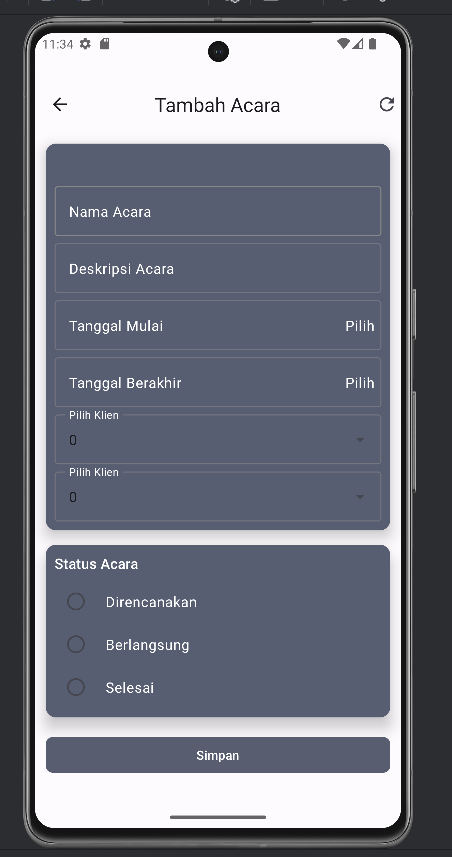 11:34
Tambah Acara
Nama Acara
Deskripsi Acara
Tanggal Mulai Pilih
Tanggal Berakhir Pilih
Pilih Klien
0
Pilih Klien
0
Status Acara
Direncanakan
Berlangsung
Selesai
Simpan